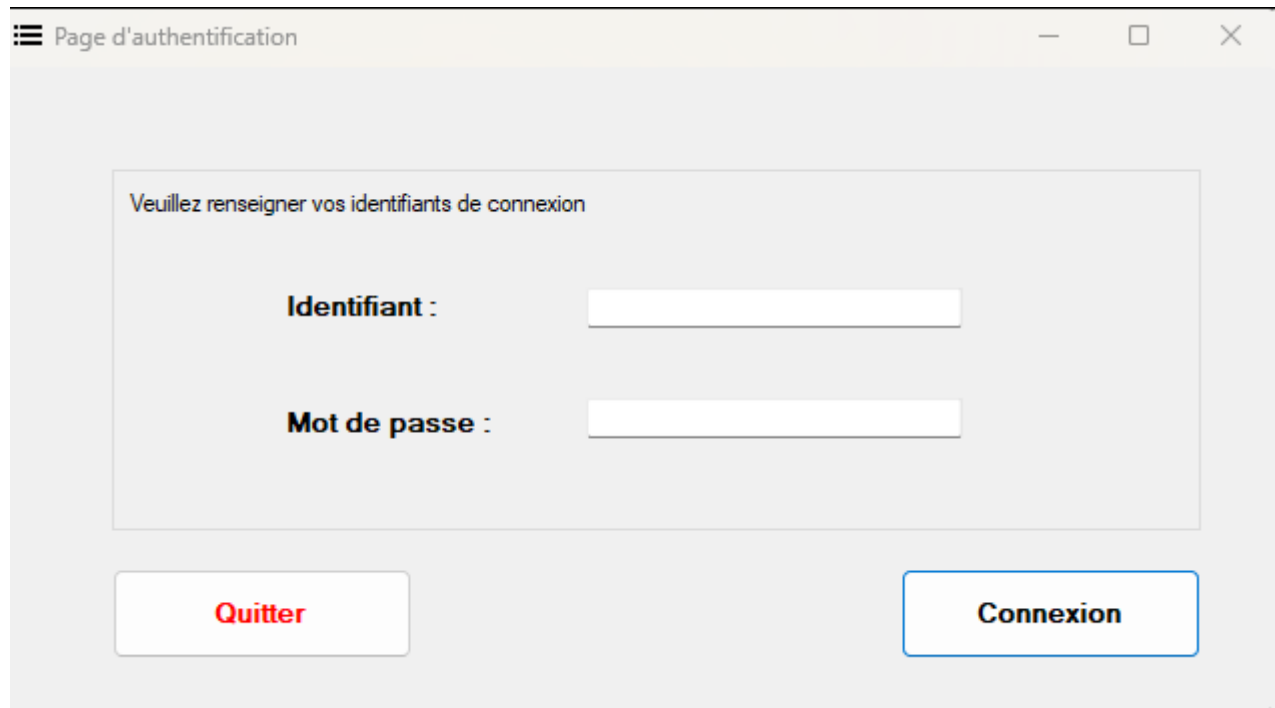 Page d'authentification
Veuillez renseigner vos identifiants de connexion
Identifiant :
Mot de passe :
Quitter
Connexion